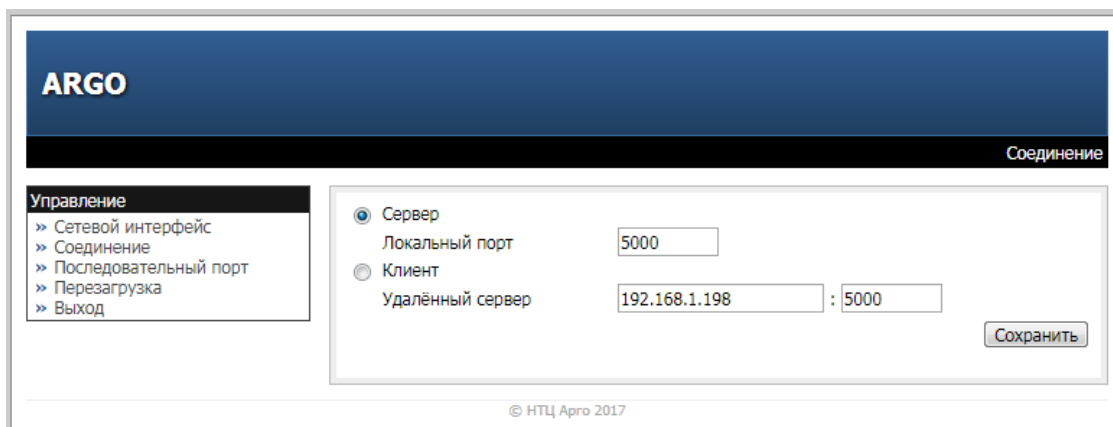 ARGO
Соединение
Управление
» Сетевой интерфейс
» Соединение
» Последовательный порт
» Перезагрузка
» Выход
Сервер
Локальный порт 5000
Клиент
Удалённый сервер 192.168.1.198 : 5000
Сохранить
© НТЦ Арго 2017